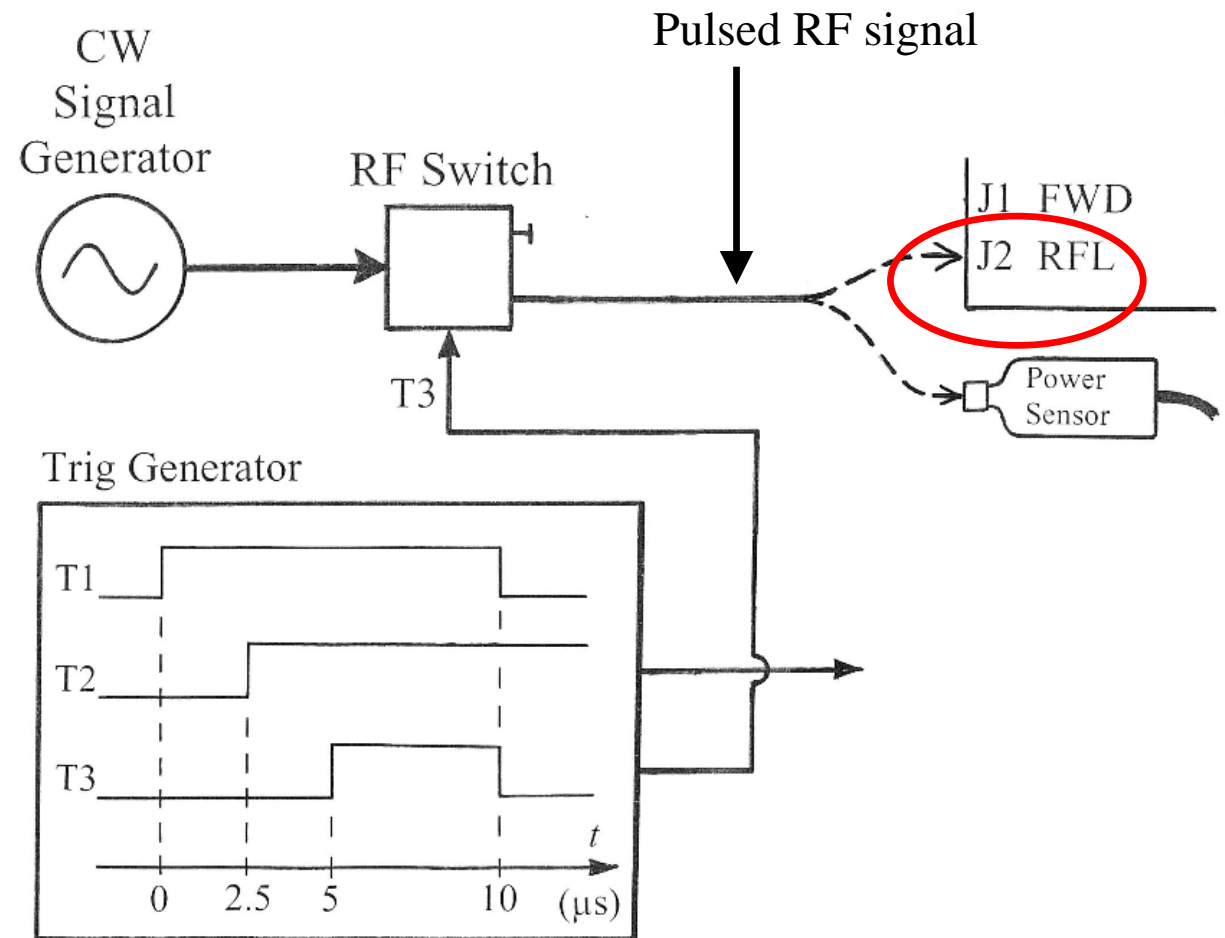 Pulsed RF signal
CW
Signal
Generator
RF Switch
J1 FWD
J2 RFL
T3
Power
Sensor
Trig Generator
T1
T2
T3
t
0 2.5 5 10 (μs)